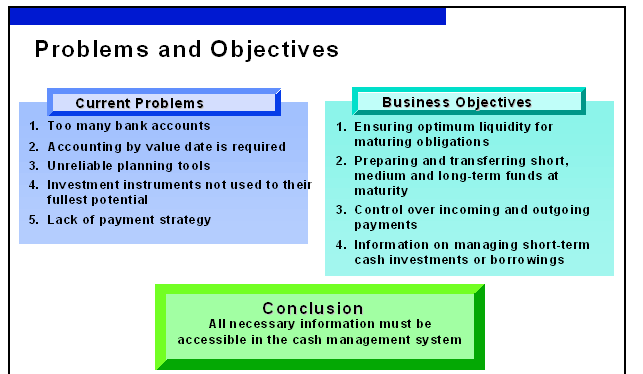 Problems and Objectives
Current Problems
1. Too many bank accounts
2. Accounting by value date is required
3. Unreliable planning tools
4. Investment instruments not used to their
fullest potential
5. Lack of payment strategy
Business Objectives
1. Ensuring optimum liquidity for
maturing obligations
2. Preparing and transferring short,
medium and long-term funds at
maturity
3. Control over incoming and outgoing
payments
4. Information on managing short-term
cash investments or borrowings
Conclusion
All necessary information must be
accessible in the cash management system